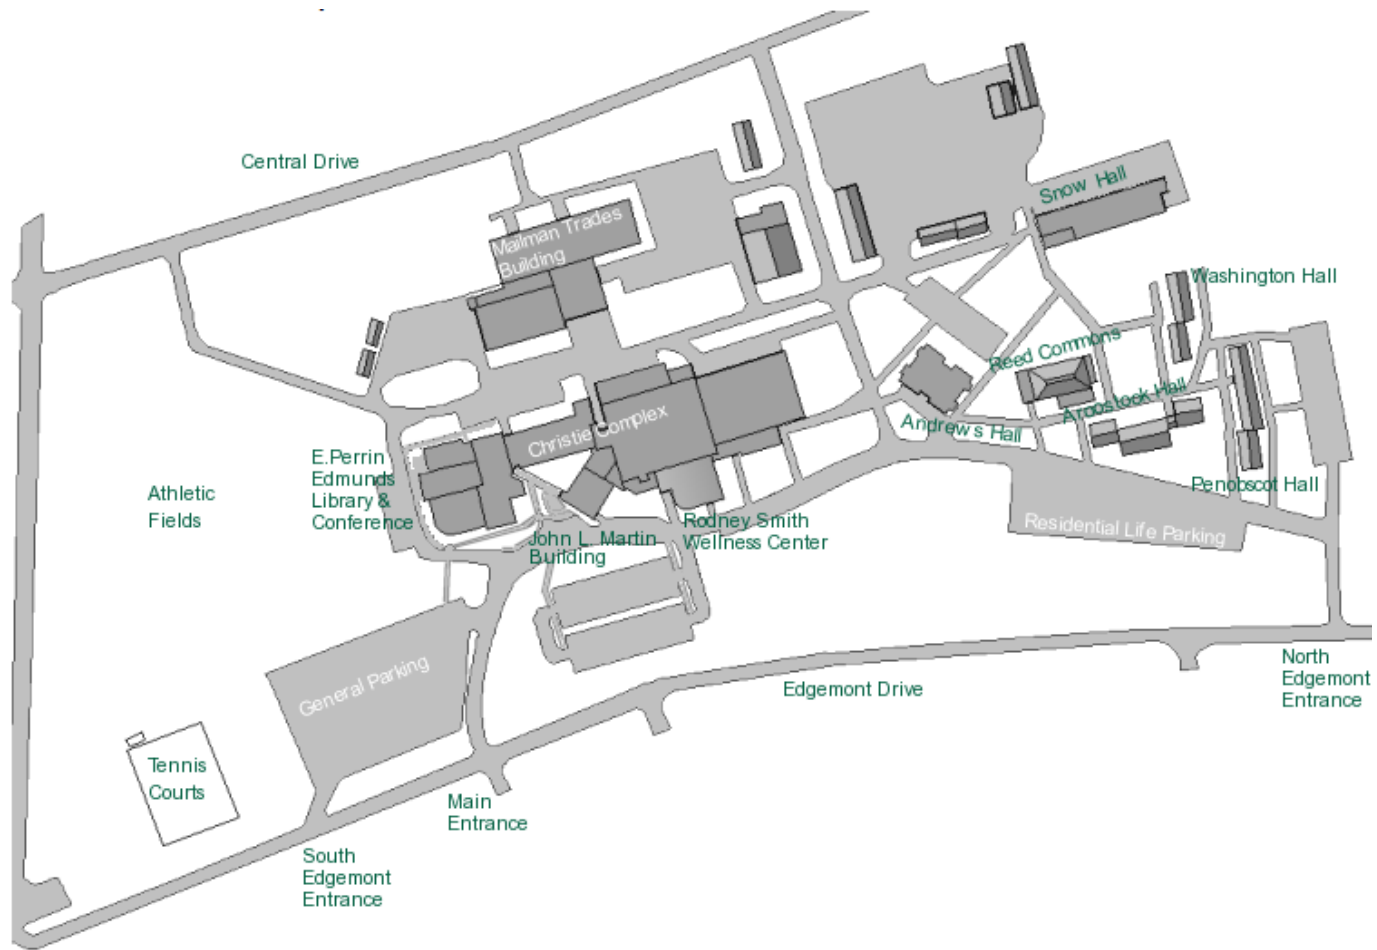 Central Drive
Snow Hall
Mailman Trades
Building
Washington Hall
Reed Commons
Aroostock Hall
Christie Complex
Andrew's Hall
E.Perrin
Edmunds
Library &
Conference
Athletic
Fields
Penobscot Hall
Rodney Smith
Wellness Center
John L. Martin
Building
Residential Life Parking
General Parking
North
Edgemont
Entrance
Edgemont Drive
Tennis
Courts
Main
Entrance
South
Edgemont
Entrance